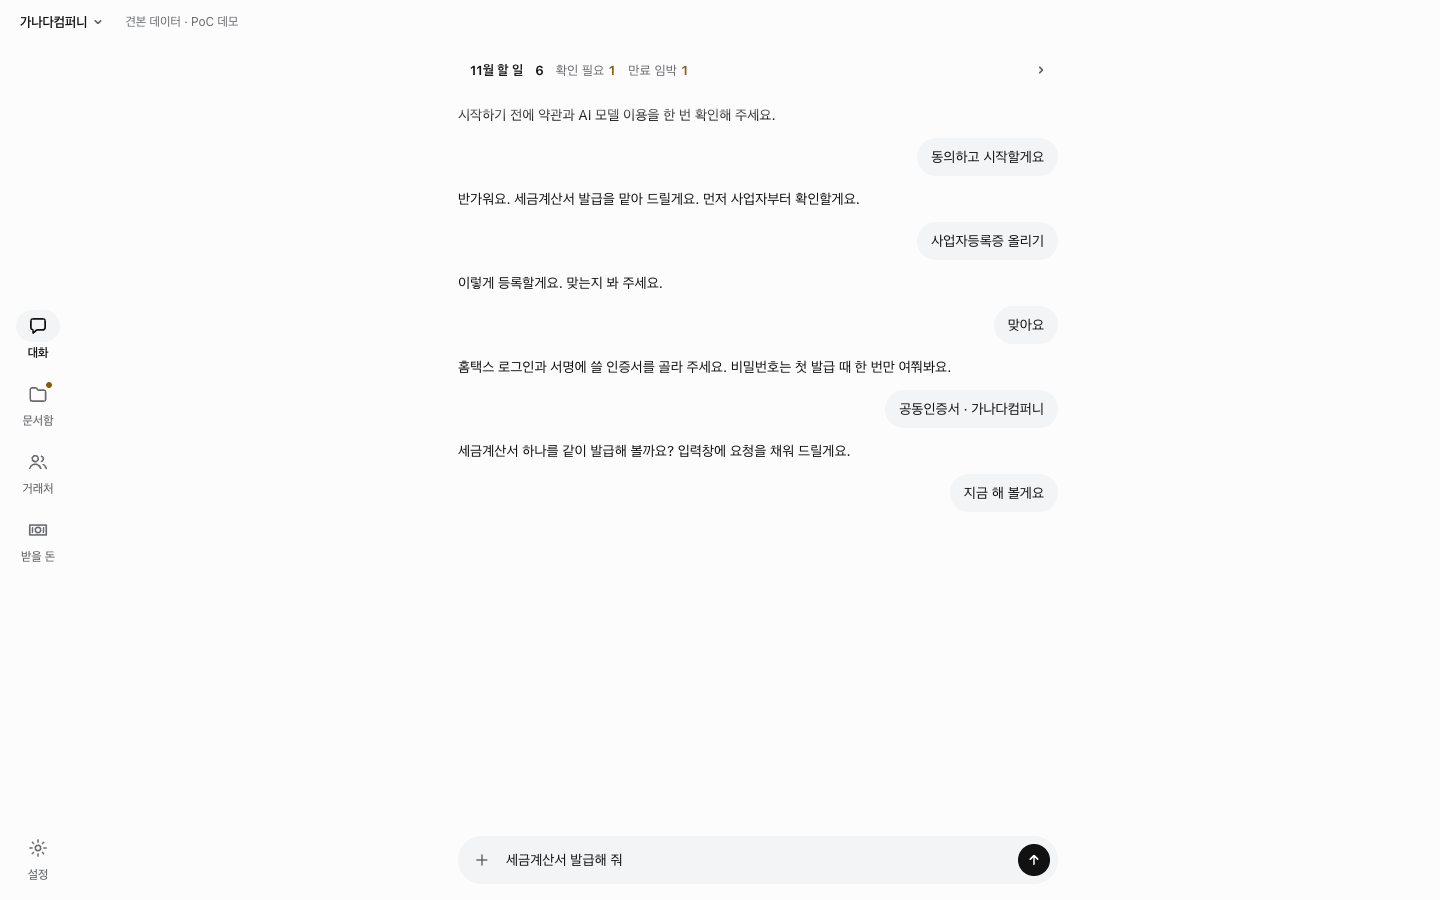 가나다컴퍼니
견본 데이터 · PoC 데모
11월 할 일 6 확인 필요 1 만료 임박 1
시작하기 전에 약관과 AI 모델 이용을 한 번 확인해 주세요.
동의하고 시작할게요
반가워요. 세금계산서 발급을 맡아 드릴게요. 먼저 사업자부터 확인할게요.
사업자등록증 올리기
이렇게 등록할게요. 맞는지 봐 주세요.
맞아요
홈택스 로그인과 서명에 쓸 인증서를 골라 주세요. 비밀번호는 첫 발급 때 한 번만 여쭤봐요.
공동인증서 · 가나다컴퍼니
세금계산서 하나를 같이 발급해 볼까요? 입력창에 요청을 채워 드릴게요.
지금 해 볼게요
대화
문서함
거래처
받을 돈
설정
세금계산서 발급해 줘